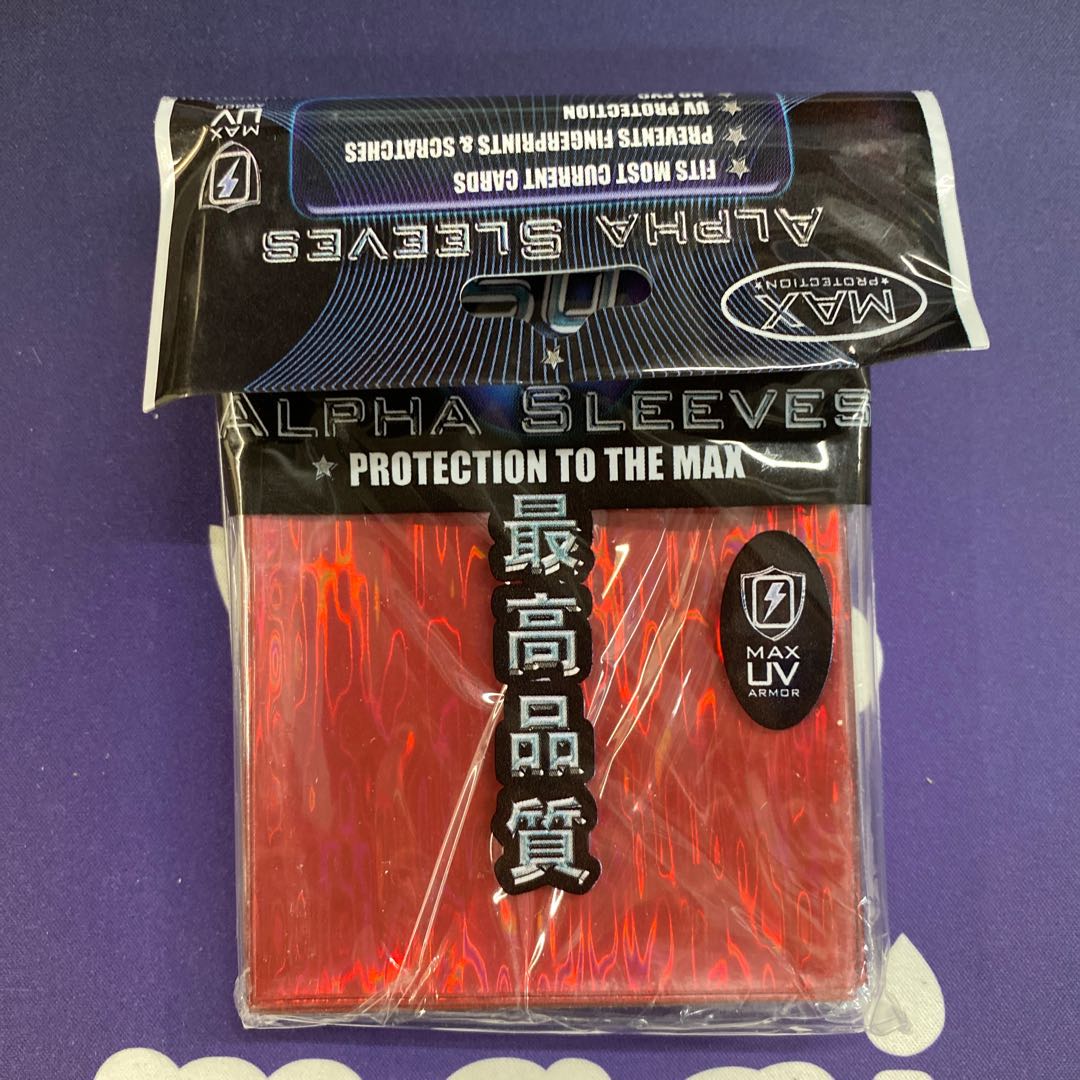 MAX
UV
ARMOR
UV PROTECTION
PREVENTS FINGERPRINTS & SCRATCHES
FITS MOST CURRENT CARDS
ALPHA SLEEVES
MAX
PROTECTION
ALPHA SLEEVES
PROTECTION TO THE MAX
最高品質
MAX
UV
ARMOR